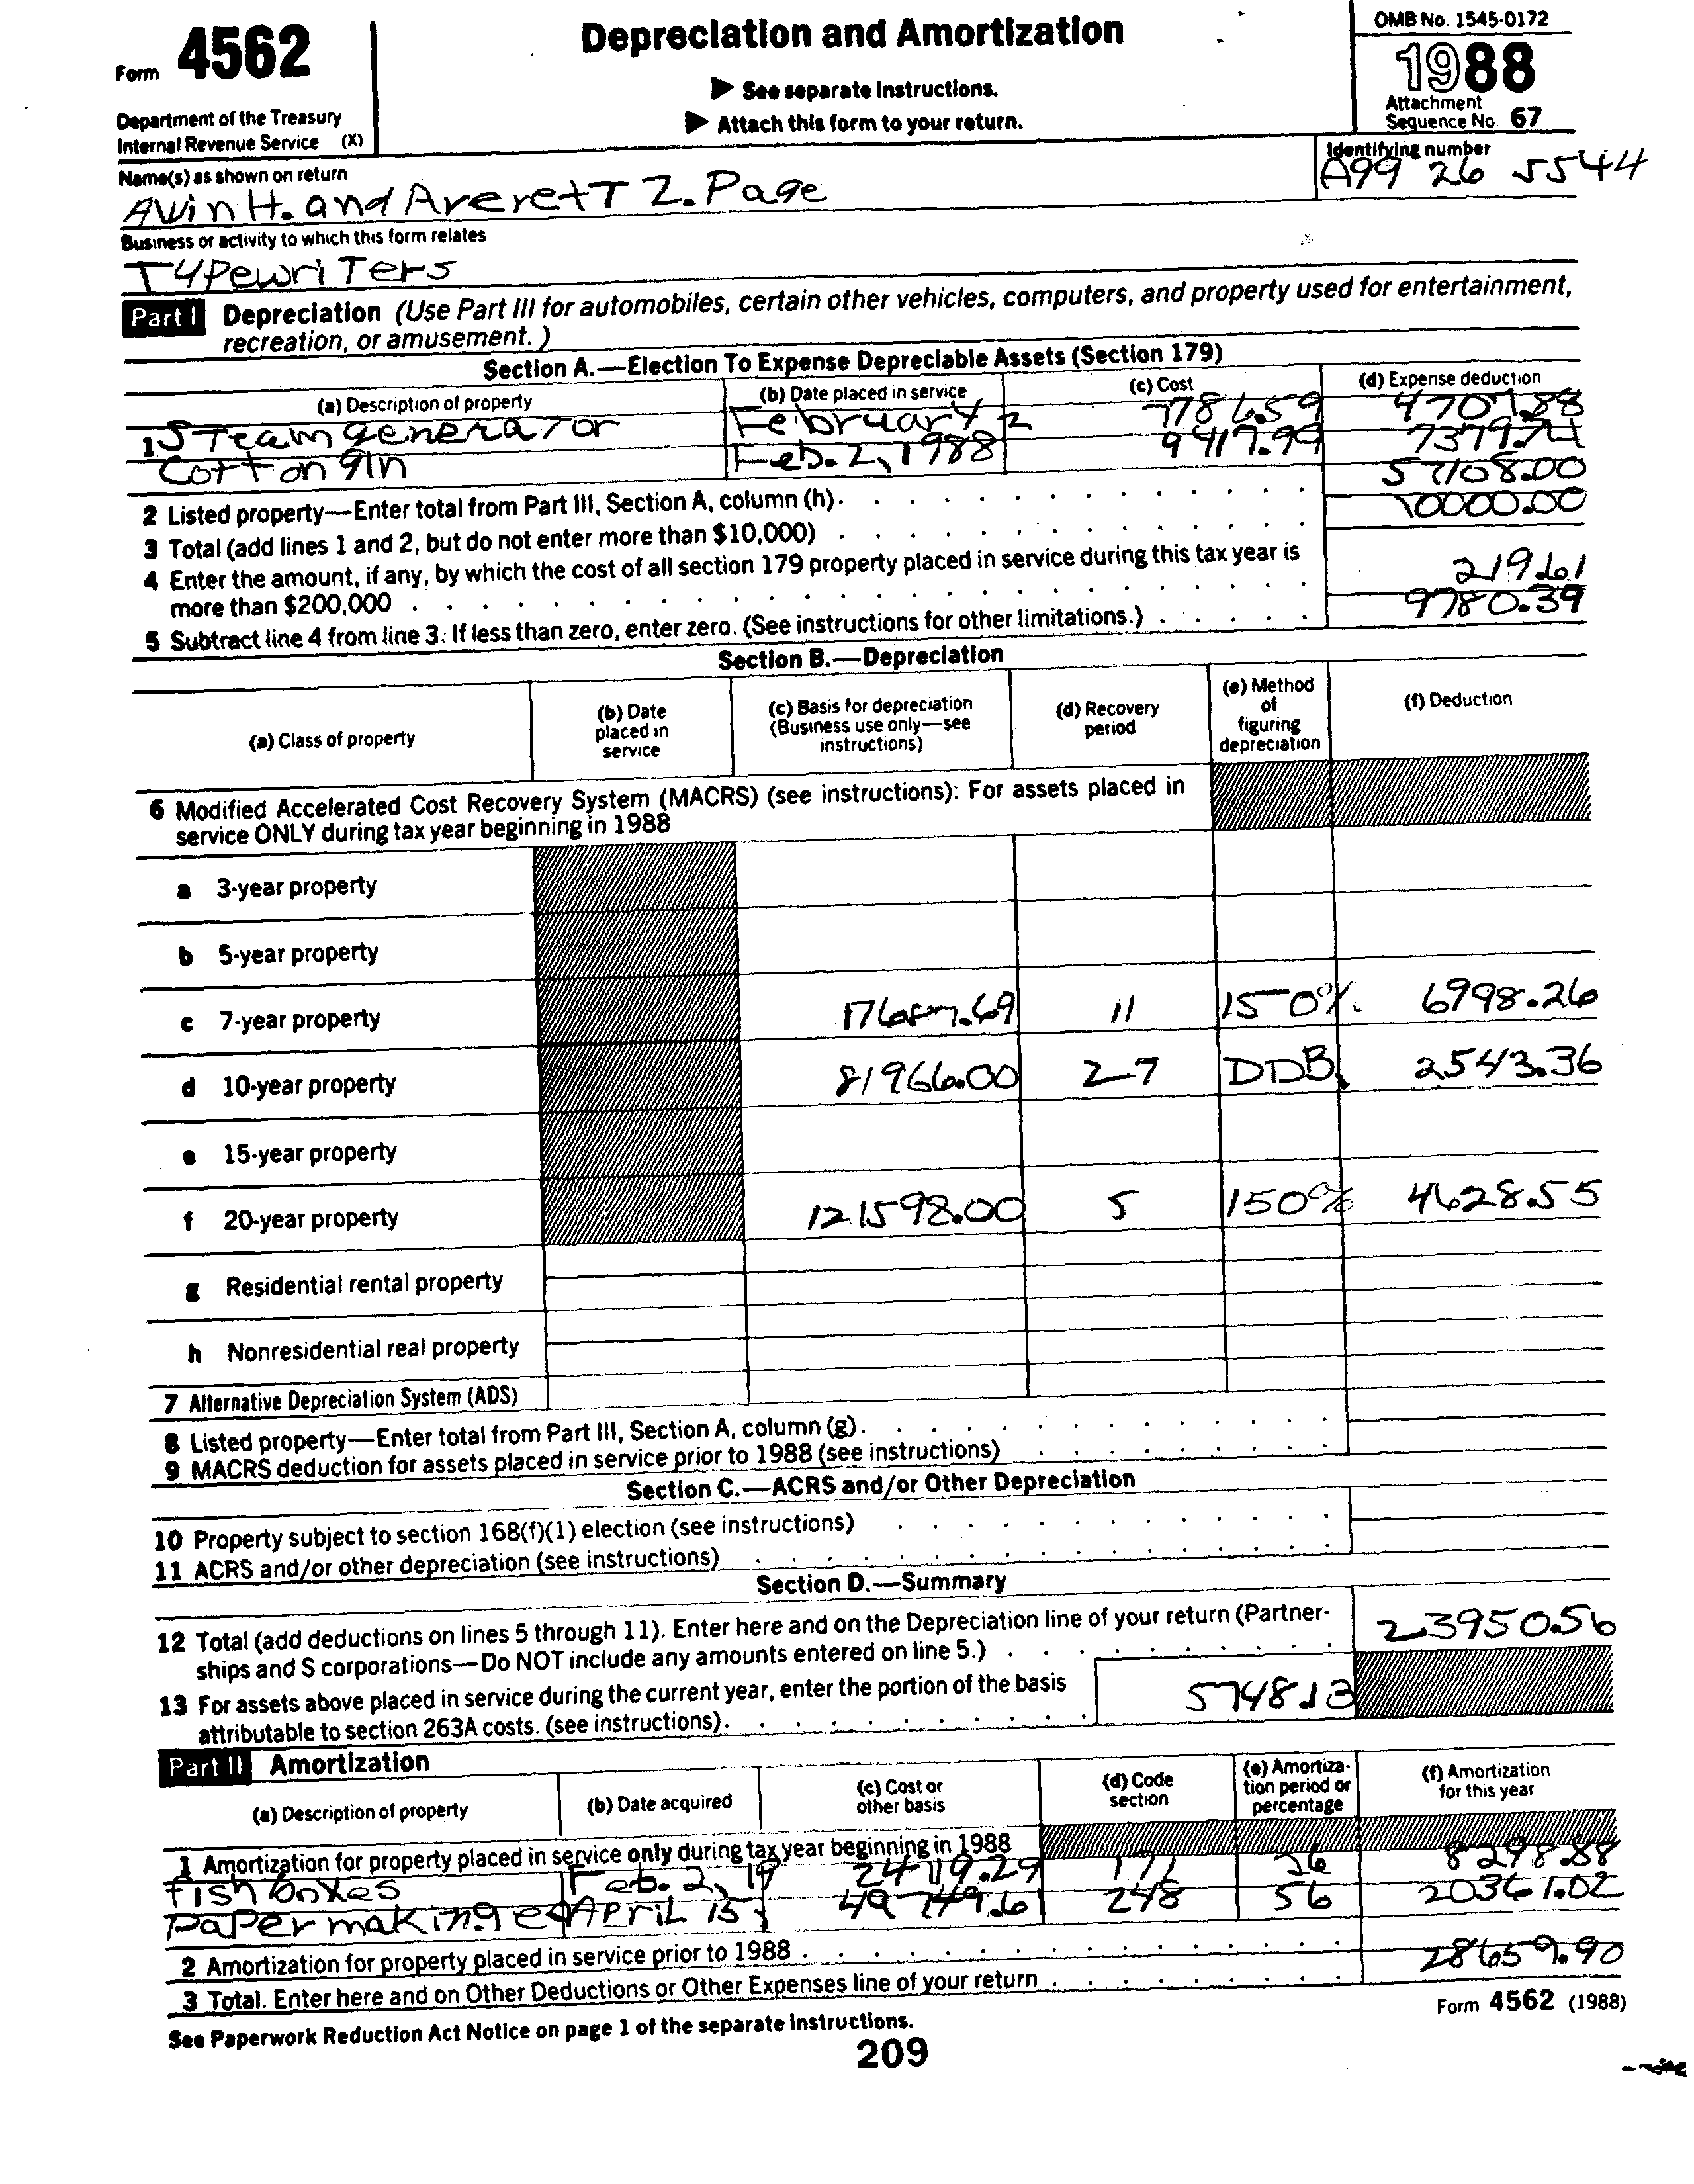 Form 4562
Department of the Treasury
Internal Revenue Service (X)
Depreciation and Amortization
▶ See separate Instructions.
▶ Attach this form to your return.
OMB No. 1545-0172
1988
Attachment
Sequence No. 67
Name(s) as shown on return
Alvin H. and Averett Z. Page
Identifying number
A99 26 5544
Business or activity to which this form relates
Typewriters
Part I Depreciation (Use Part III for automobiles, certain other vehicles, computers, and property used for entertainment,
recreation, or amusement.)
Section A.—Election To Expense Depreciable Assets (Section 179)
(a) Description of property (b) Date placed in service (c) Cost (d) Expense deduction
1 Steam generator February 2 7786.59 4707.88
Cotton gin Feb. 2, 1988 9417.99 7379.74
2 Listed property—Enter total from Part III, Section A, column (h). 57108.00
3 Total (add lines 1 and 2, but do not enter more than $10,000) 10000.00
4 Enter the amount, if any, by which the cost of all section 179 property placed in service during this tax year is
more than $200,000 219.61
5 Subtract line 4 from line 3. If less than zero, enter zero. (See instructions for other limitations.) 9780.39
Section B.—Depreciation
(a) Class of property (b) Date placed in service (c) Basis for depreciation (Business use only—see instructions) (d) Recovery period (e) Method of figuring depreciation (f) Deduction
6 Modified Accelerated Cost Recovery System (MACRS) (see instructions): For assets placed in
service ONLY during tax year beginning in 1988
a 3-year property
b 5-year property
c 7-year property 17687.69 11 150% 6998.26
d 10-year property 81966.00 27 DDB 2543.36
e 15-year property
f 20-year property 121598.00 5 150% 4628.55
g Residential rental property
h Nonresidential real property
7 Alternative Depreciation System (ADS)
8 Listed property—Enter total from Part III, Section A, column (g).
9 MACRS deduction for assets placed in service prior to 1988 (see instructions)
Section C.—ACRS and/or Other Depreciation
10 Property subject to section 168(f)(1) election (see instructions)
11 ACRS and/or other depreciation (see instructions)
Section D.—Summary
12 Total (add deductions on lines 5 through 11). Enter here and on the Depreciation line of your return (Partner-
ships and S corporations—Do NOT include any amounts entered on line 5.) 23950.56
13 For assets above placed in service during the current year, enter the portion of the basis
attributable to section 263A costs. (see instructions). 5748.13
Part II Amortization
(a) Description of property (b) Date acquired (c) Cost or other basis (d) Code section (e) Amortization period or percentage (f) Amortization for this year
1 Amortization for property placed in service only during tax year beginning in 1988
fish boxes Feb. 2, 19 24719.29 171 26 8298.88
Paper making e April 15, 49749.61 248 56 20361.02
2 Amortization for property placed in service prior to 1988
3 Total. Enter here and on Other Deductions or Other Expenses line of your return 28659.90
See Paperwork Reduction Act Notice on page 1 of the separate Instructions.
Form 4562 (1988)
209